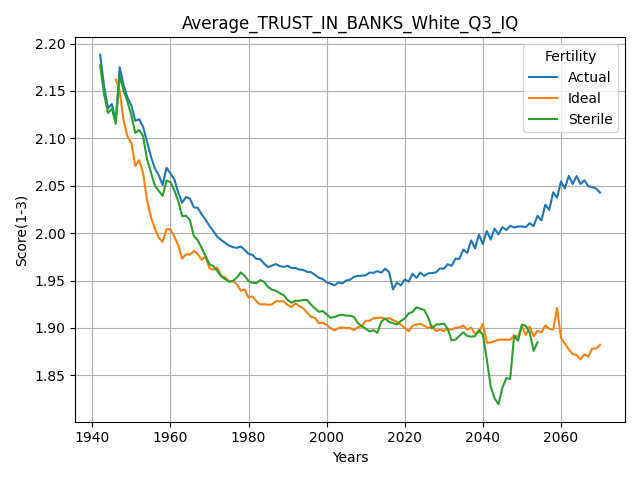 Average_TRUST_IN_BANKS_White_Q3_IQ
Score(1-3)
2.20
2.15
2.10
2.05
2.00
1.95
1.90
1.85
Fertility
Actual
Ideal
Sterile
1940
1960
1980
2000
2020
2040
2060
Years